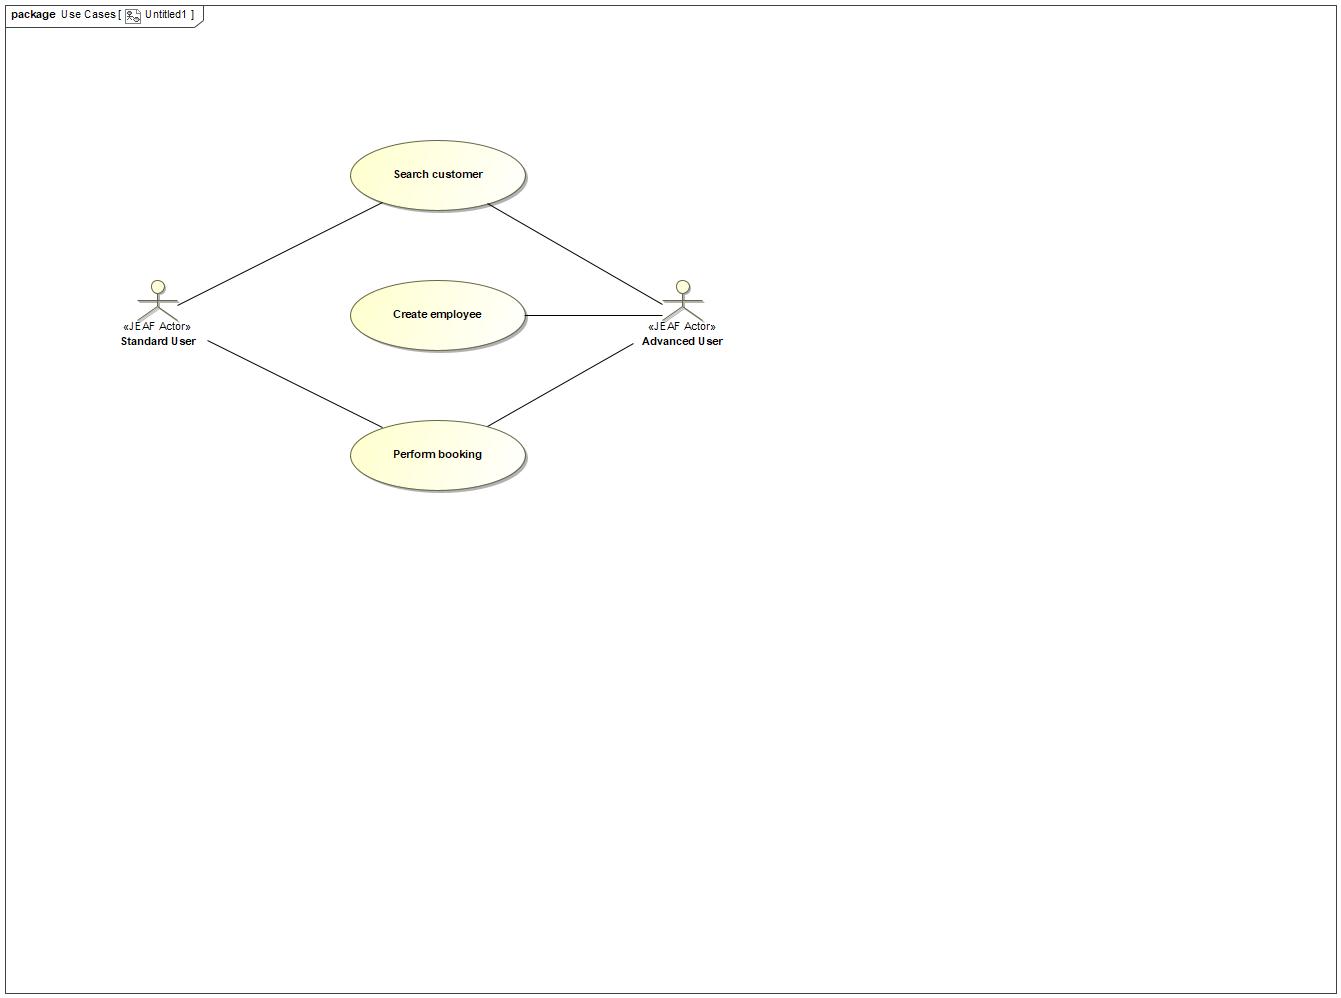 package Use Cases [ Untitled1 ]
Search customer
«JEAF Actor»
Standard User
Create employee
«JEAF Actor»
Advanced User
Perform booking